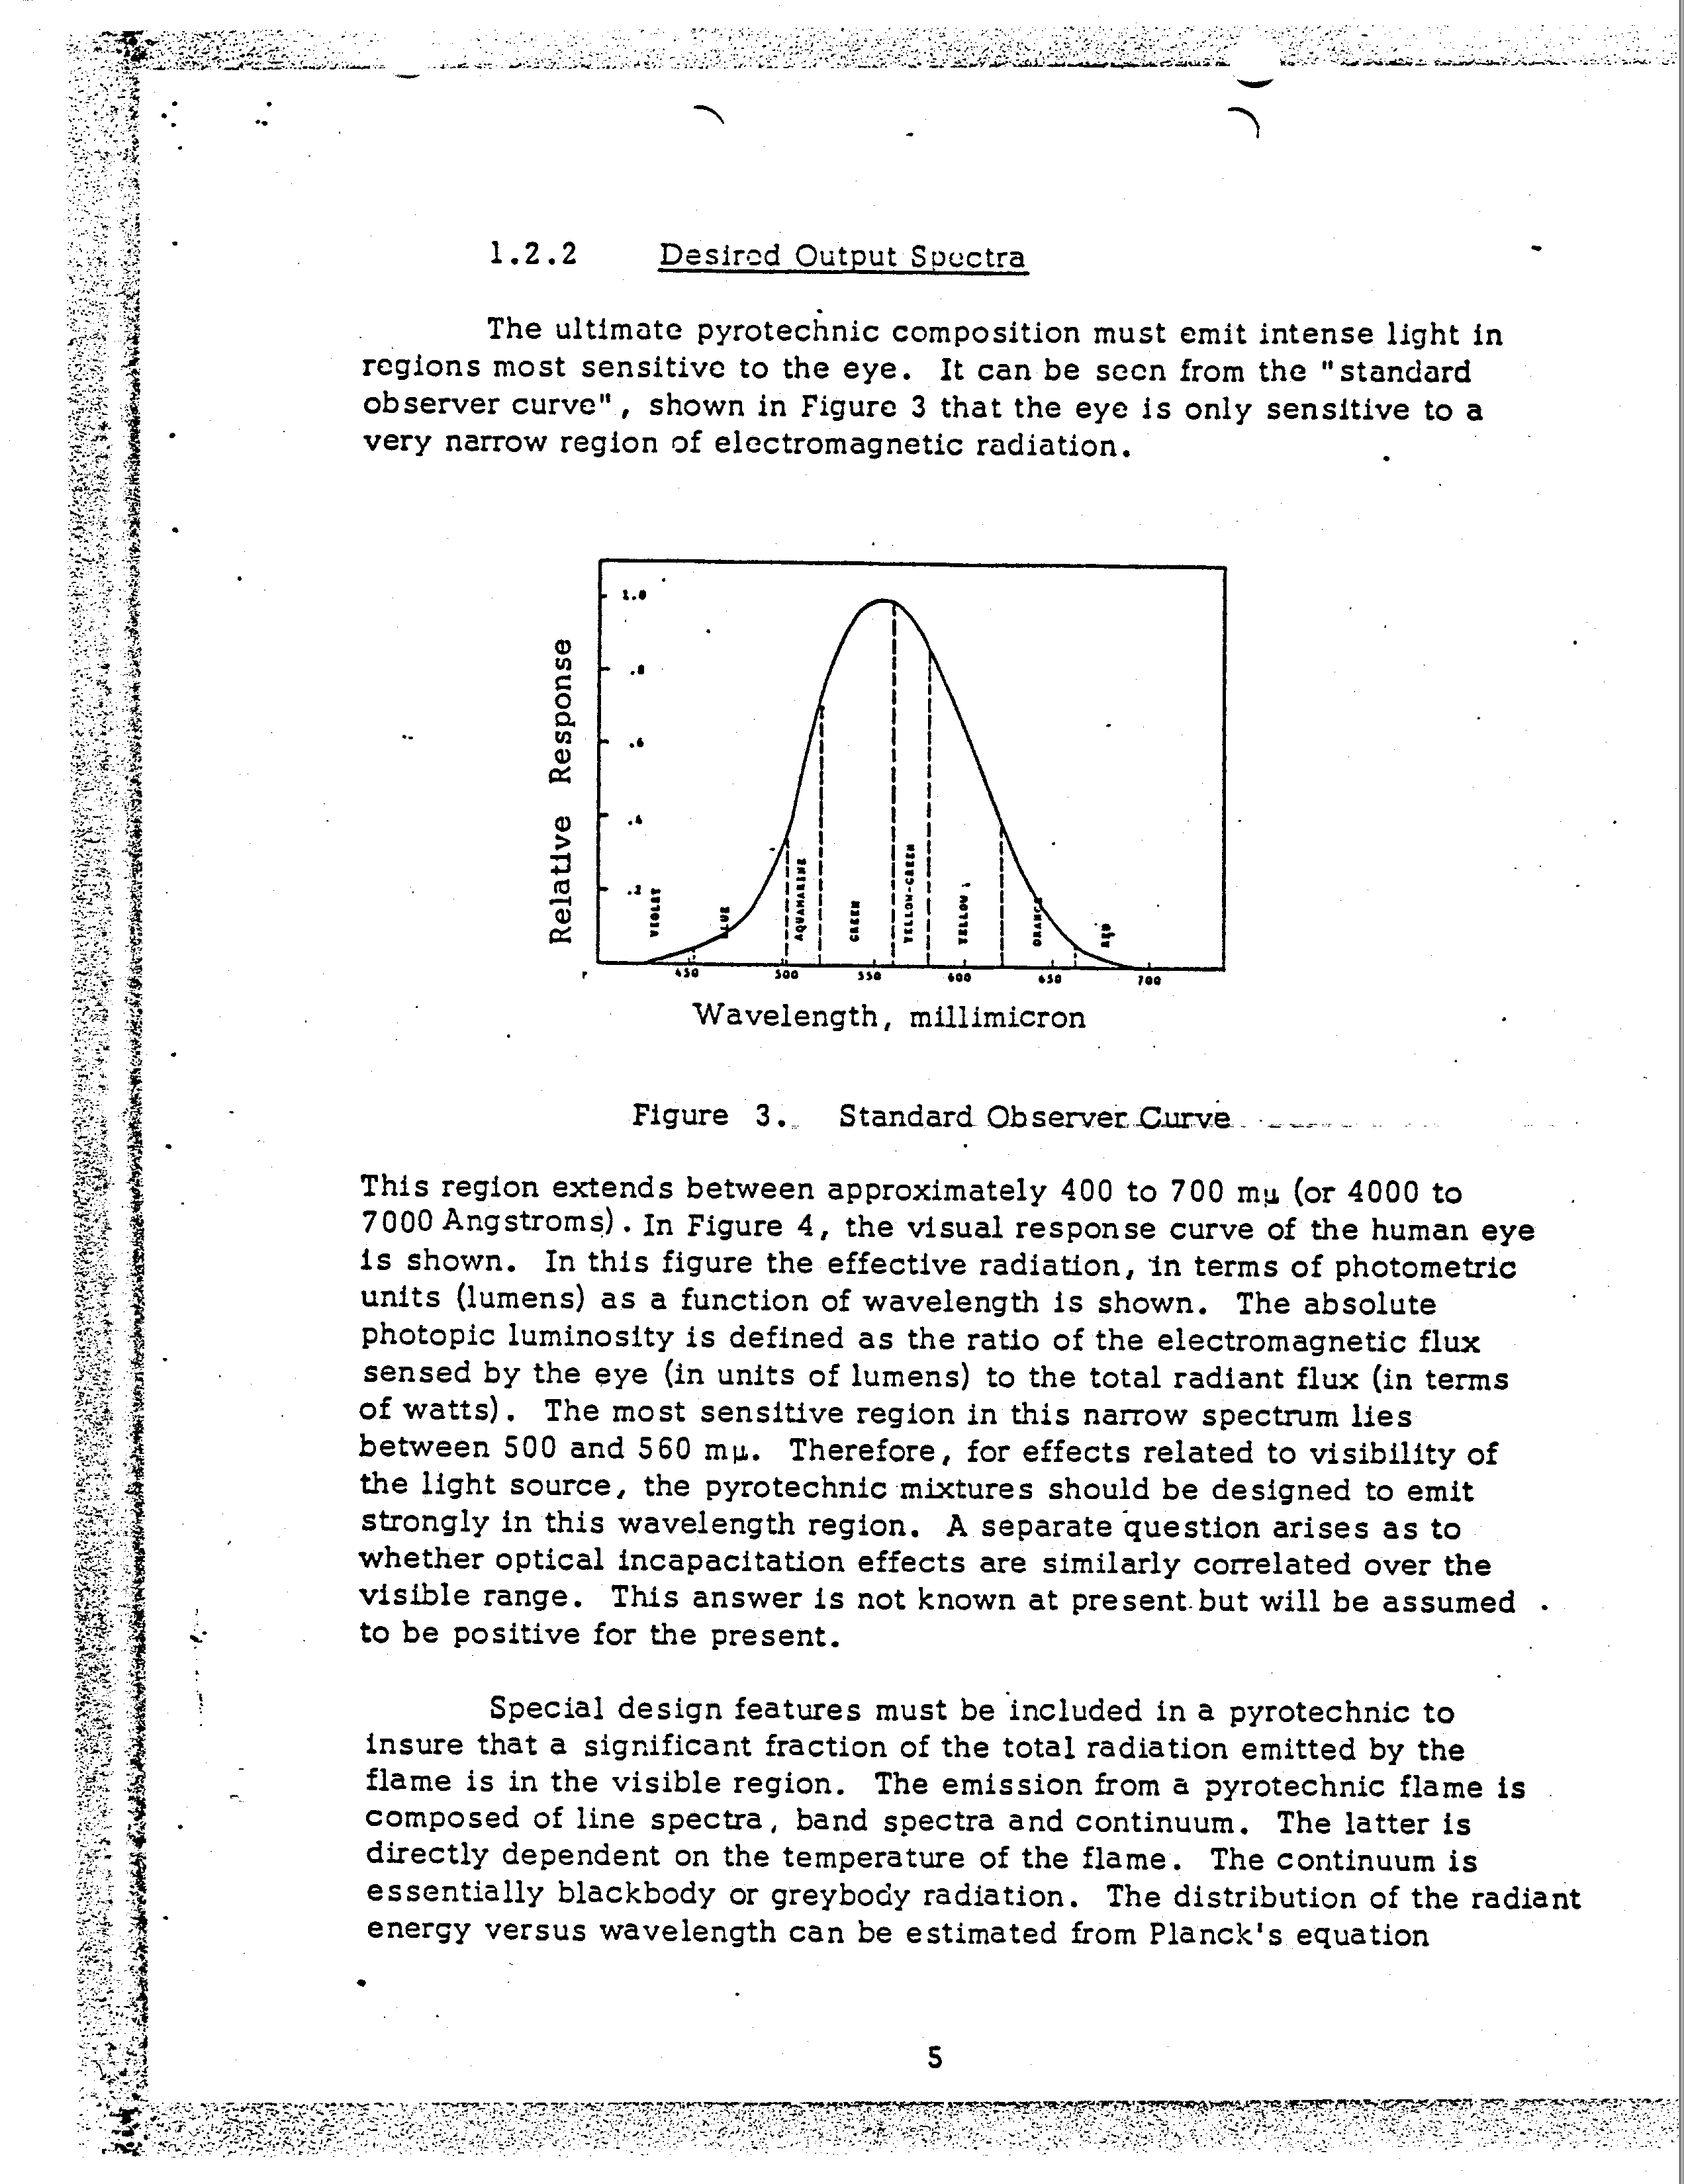 1.2.2 Desired Output Spectra
The ultimate pyrotechnic composition must emit intense light in
regions most sensitive to the eye. It can be seen from the "standard
observer curve", shown in Figure 3 that the eye is only sensitive to a
very narrow region of electromagnetic radiation.
1.0
.8
.6
.4
.2
Relative Response
VIOLET
BLUE
AQUAMARINE
GREEN
YELLOW-GREEN
YELLOW
ORANGE
RED
450 500 550 600 650 700
Wavelength, millimicron
Figure 3. Standard Observer Curve
This region extends between approximately 400 to 700 mµ (or 4000 to
7000 Angstroms). In Figure 4, the visual response curve of the human eye
is shown. In this figure the effective radiation, in terms of photometric
units (lumens) as a function of wavelength is shown. The absolute
photopic luminosity is defined as the ratio of the electromagnetic flux
sensed by the eye (in units of lumens) to the total radiant flux (in terms
of watts). The most sensitive region in this narrow spectrum lies
between 500 and 560 mµ. Therefore, for effects related to visibility of
the light source, the pyrotechnic mixtures should be designed to emit
strongly in this wavelength region. A separate question arises as to
whether optical incapacitation effects are similarly correlated over the
visible range. This answer is not known at present but will be assumed
to be positive for the present.
Special design features must be included in a pyrotechnic to
insure that a significant fraction of the total radiation emitted by the
flame is in the visible region. The emission from a pyrotechnic flame is
composed of line spectra, band spectra and continuum. The latter is
directly dependent on the temperature of the flame. The continuum is
essentially blackbody or greybody radiation. The distribution of the radiant
energy versus wavelength can be estimated from Planck's equation
5